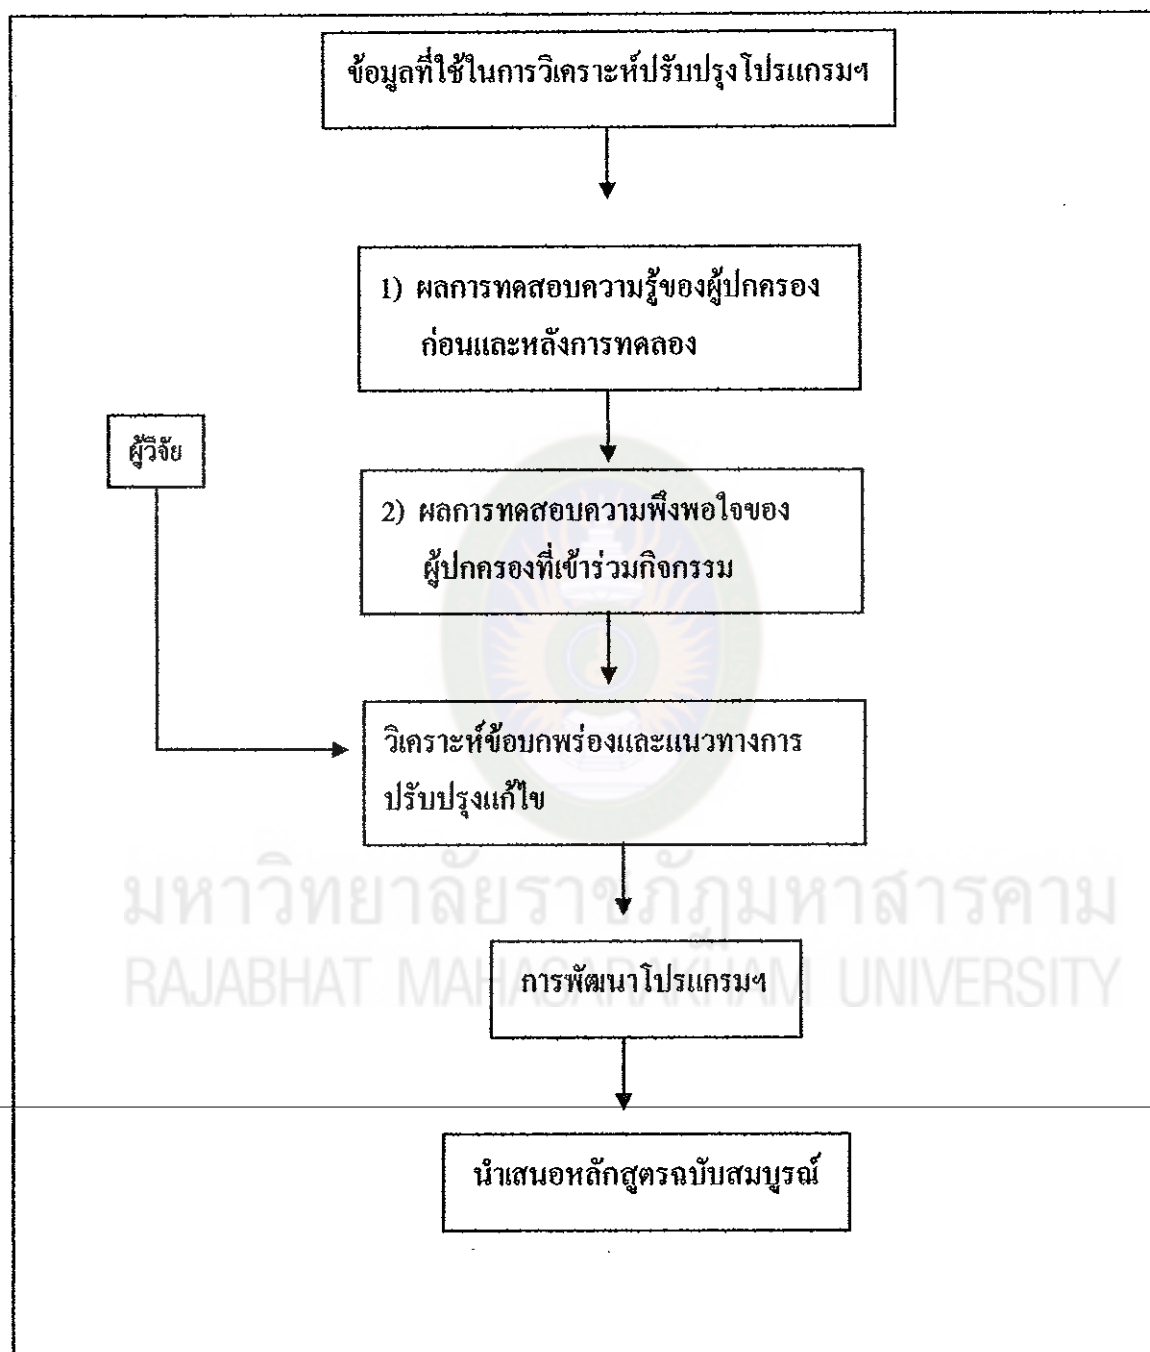 ข้อมูลที่ใช้ในการวิเคราะห์ปรับปรุงโปรแกรมฯ
1) ผลการทดสอบความรู้ของผู้ปกครอง
ก่อนและหลังการทดลอง
ผู้วิจัย
2) ผลการทดสอบความพึงพอใจของ
ผู้ปกครองที่เข้าร่วมกิจกรรม
วิเคราะห์ข้อบกพร่องและแนวทางการ
ปรับปรุงแก้ไข
มหาวิทยาลัยราชภัฏมหาสารคาม
RAJABHAT MAHASARAKHAM UNIVERSITY
การพัฒนาโปรแกรมฯ
นำเสนอหลักสูตรฉบับสมบูรณ์